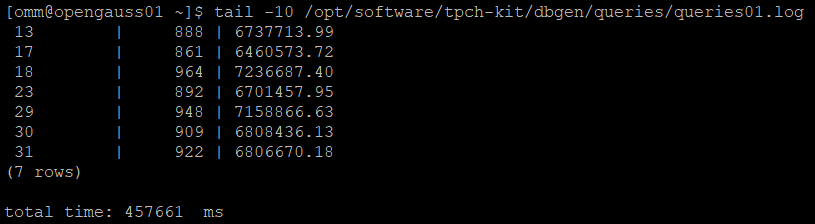 [omm@opengauss01 ~]$ tail -10 /opt/software/tpch-kit/dbgen/queries/queries01.log
 13         |      888 | 6737713.99
 17         |      861 | 6460573.72
 18         |      964 | 7236687.40
 23         |      892 | 6701457.95
 29         |      948 | 7158866.63
 30         |      909 | 6808436.13
 31         |      922 | 6806670.18
(7 rows)

total time: 457661  ms